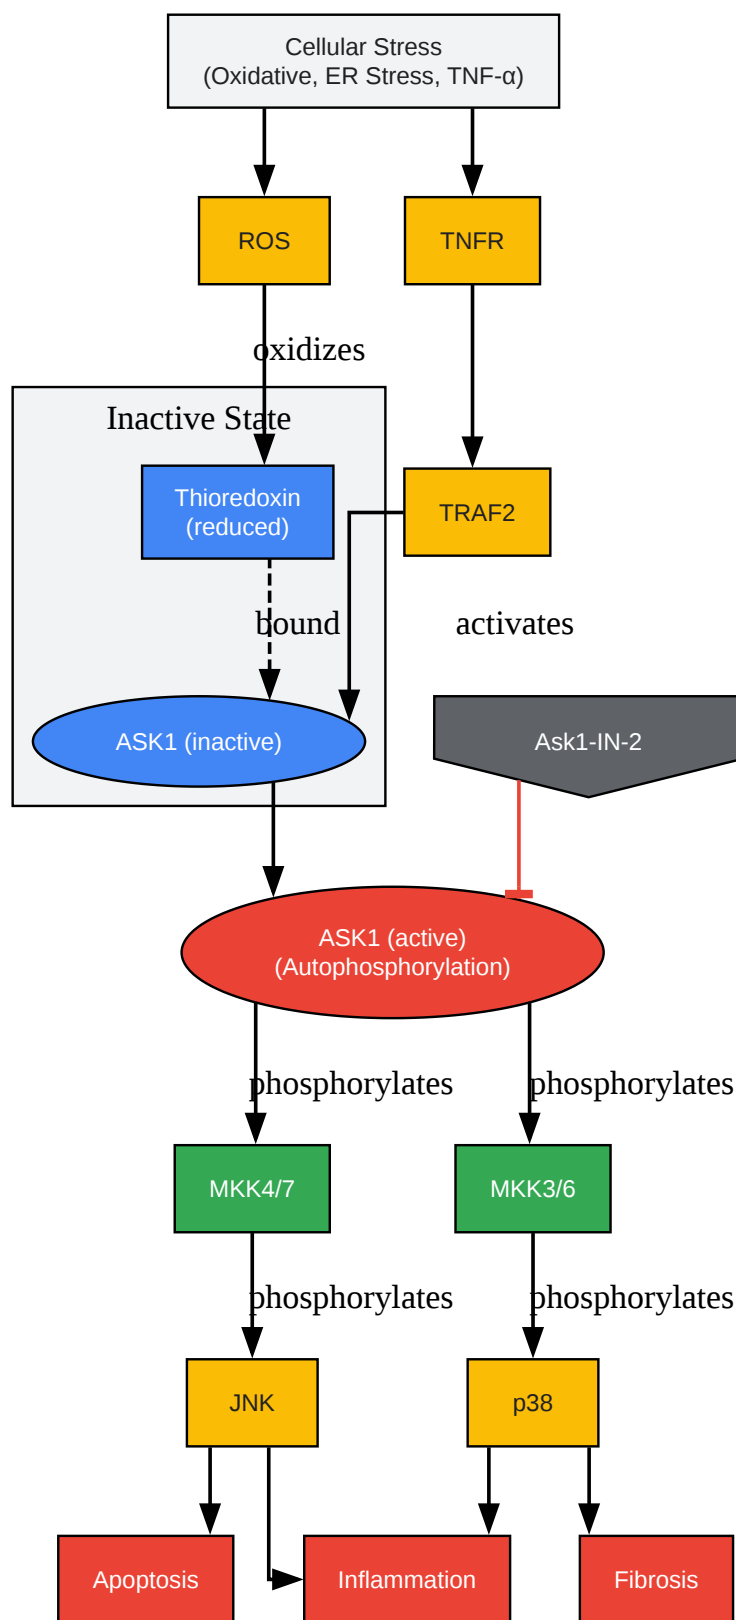 Cellular Stress
(Oxidative, ER Stress, TNF-α)
ROS
TNFR
oxidizes
Inactive State
Thioredoxin
(reduced)
TRAF2
bound
activates
ASK1 (inactive)
Ask1-IN-2
ASK1 (active)
(Autophosphorylation)
phosphorylates
phosphorylates
MKK4/7
MKK3/6
phosphorylates
phosphorylates
JNK
p38
Apoptosis
Inflammation
Fibrosis